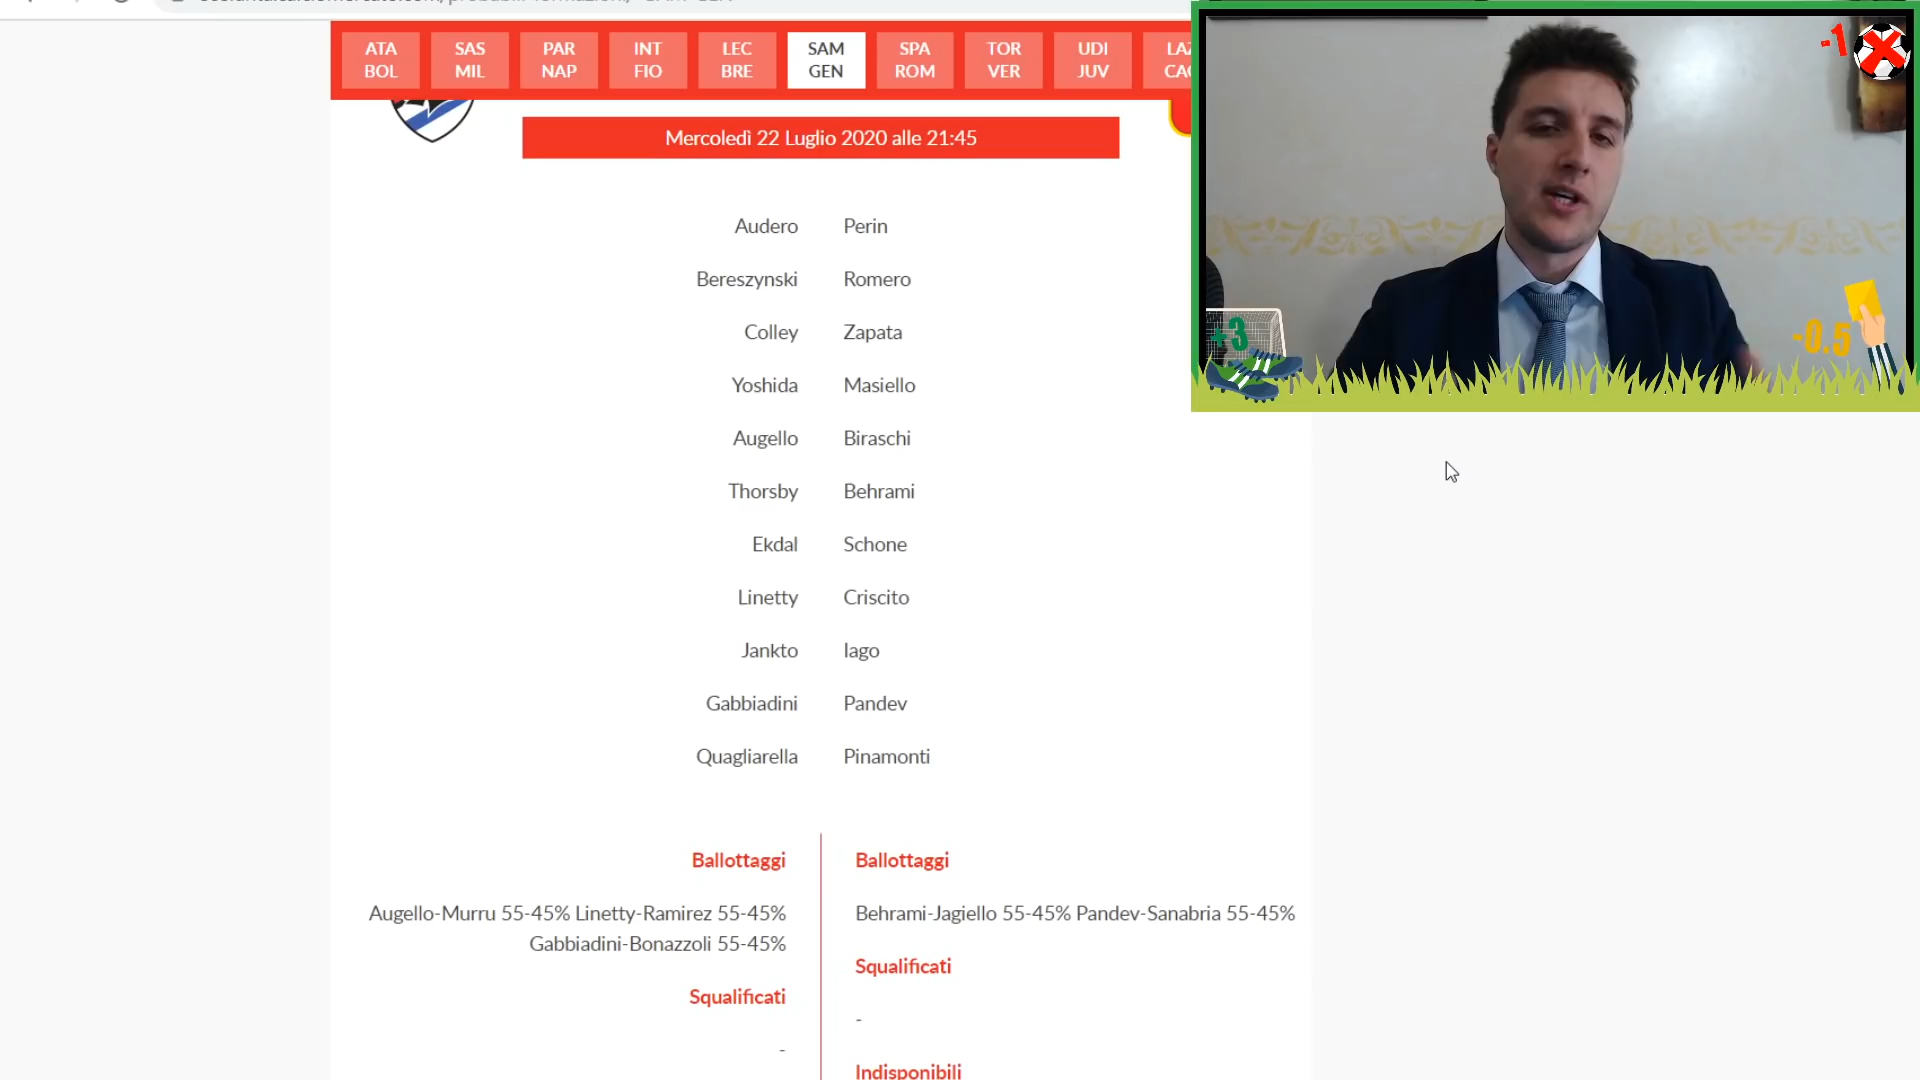 ATA
BOL
SAS
MIL
PAR
NAP
INT
FIO
LEC
BRE
SAM
GEN
SPA
ROM
TOR
VER
UDI
JUV
Mercoledì 22 Luglio 2020 alle 21:45
Audero Perin
Bereszynski Romero
Colley Zapata
Yoshida Masiello
Augello Biraschi
Thorsby Behrami
Ekdal Schone
Linetty Criscito
Jankto Iago
Gabbiadini Pandev
Quagliarella Pinamonti
Ballottaggi
Augello-Murru 55-45% Linetty-Ramirez 55-45%
Gabbiadini-Bonazzoli 55-45%
Squalificati
-
Ballottaggi
Behrami-Jagiello 55-45% Pandev-Sanabria 55-45%
Squalificati
-
Indisponibili
-1
+3
-0.5